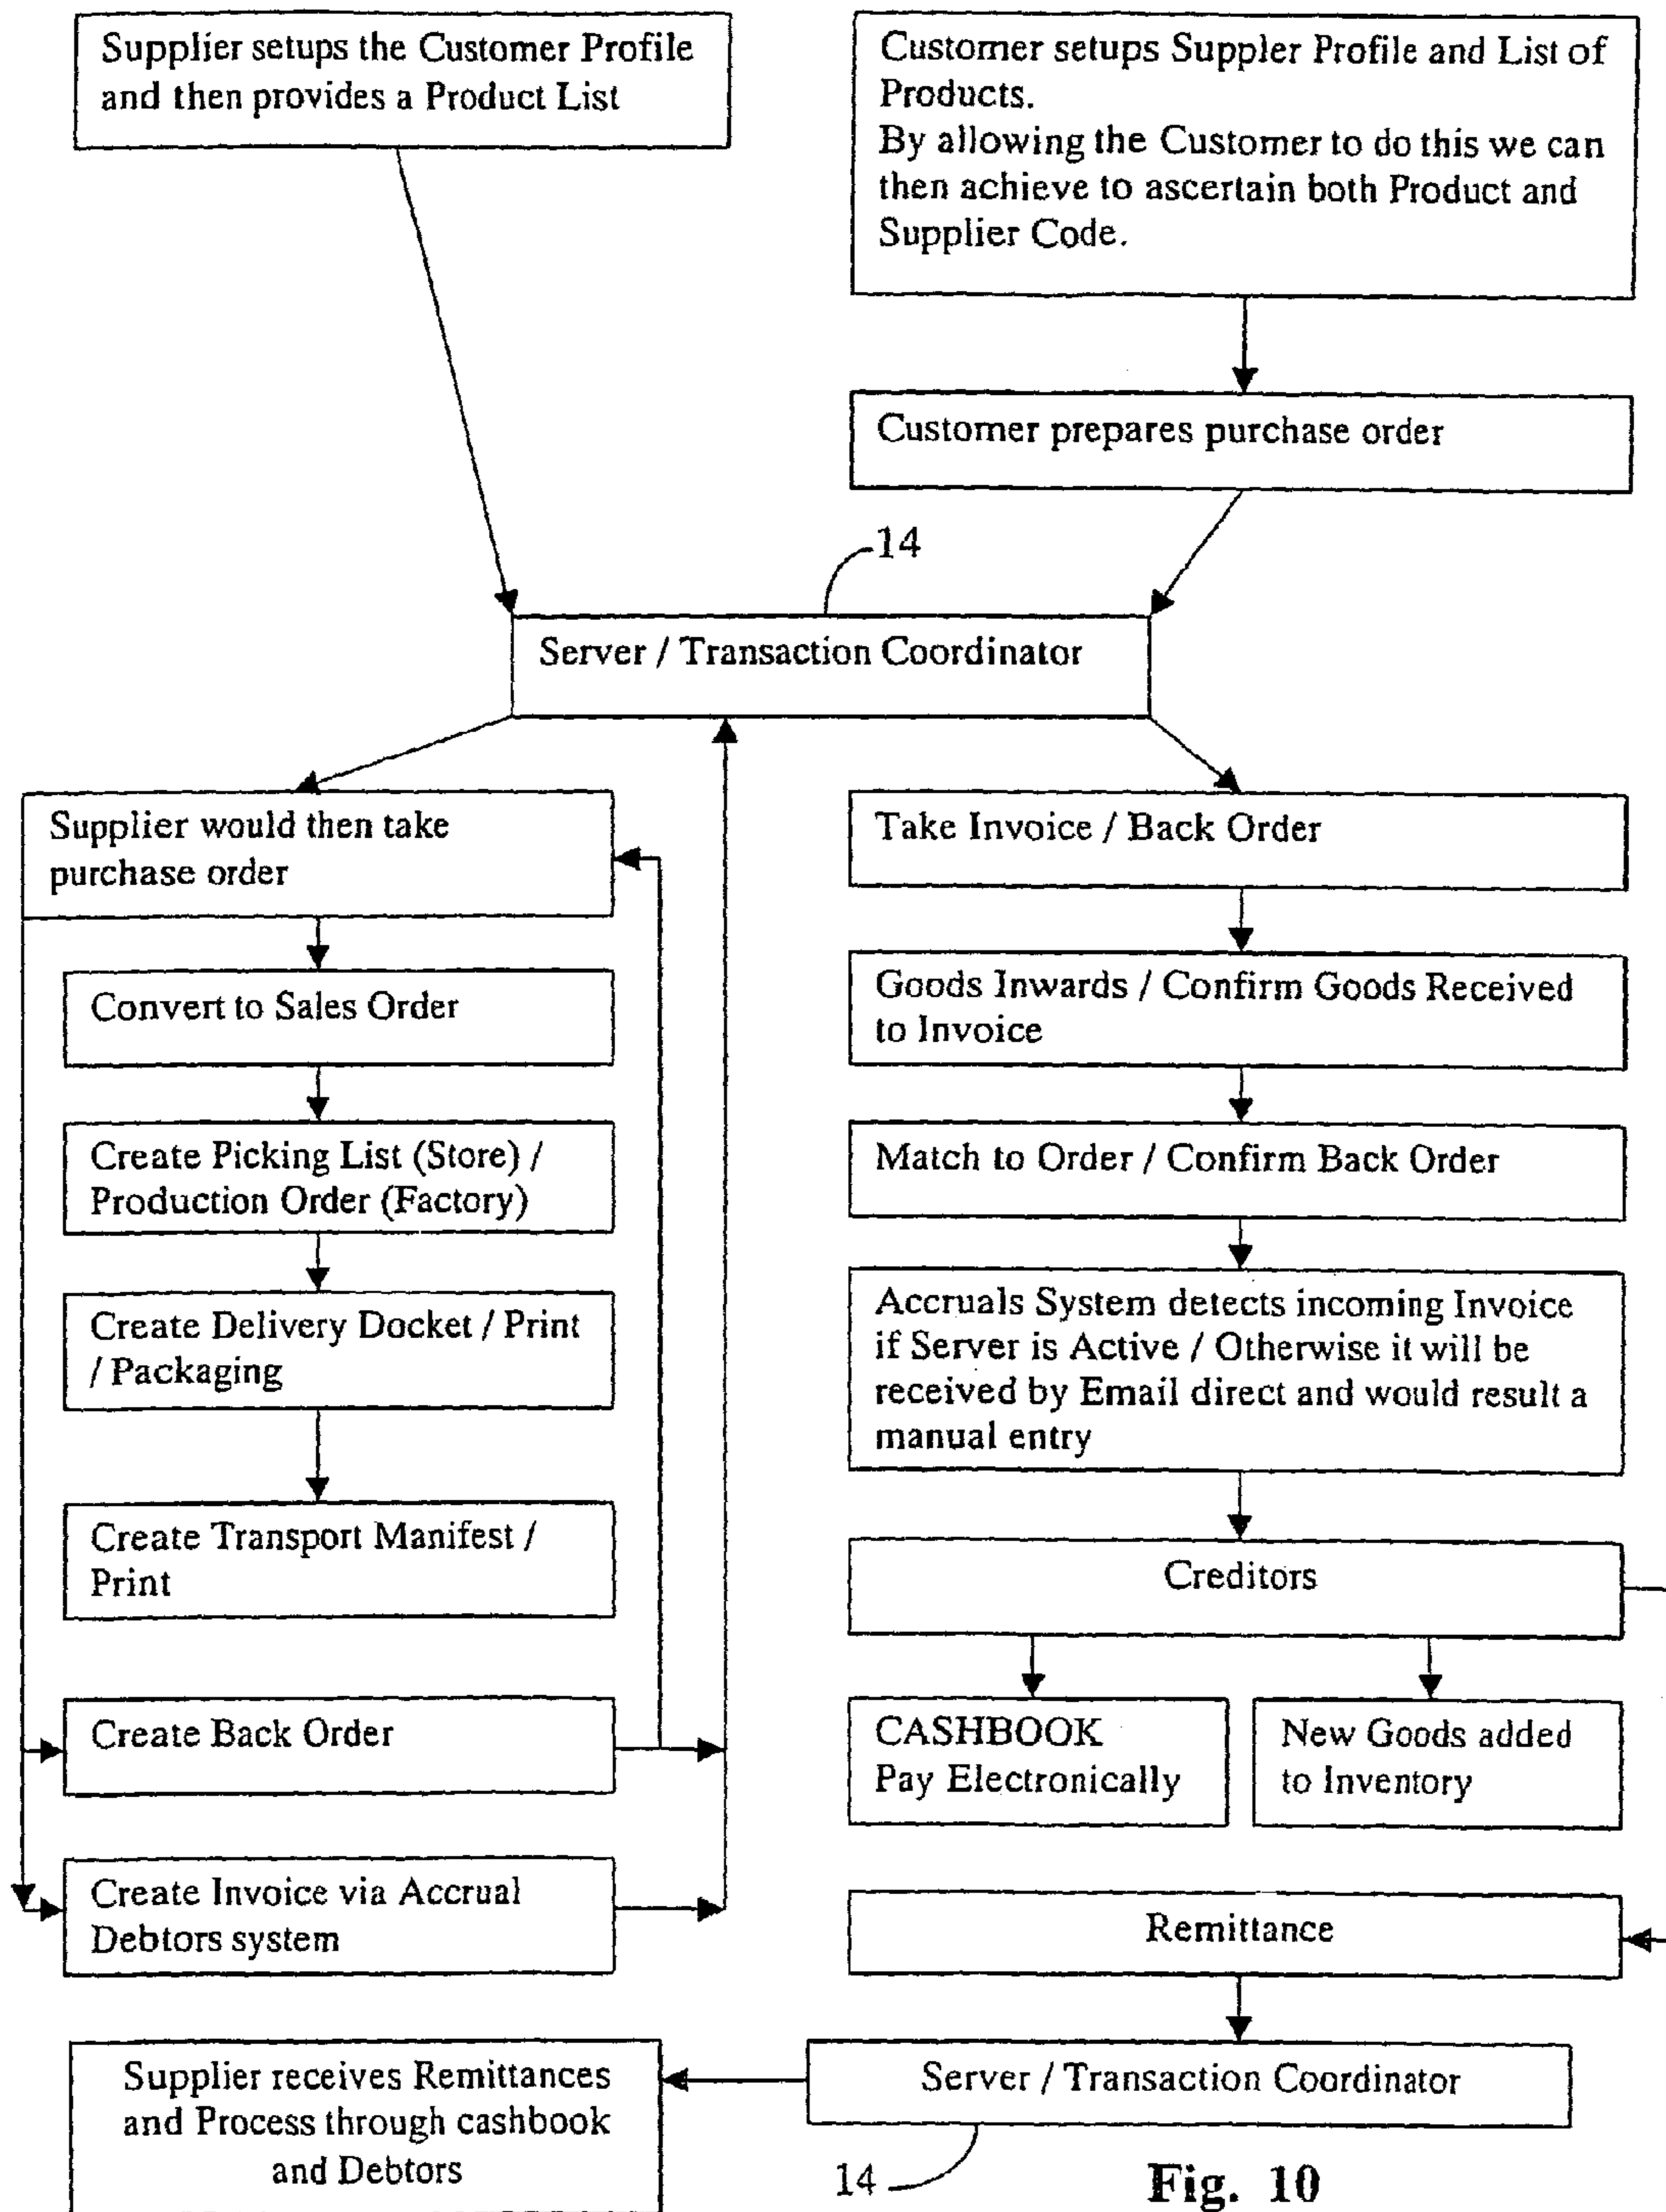 Supplier setups the Customer Profile
and then provides a Product List
Customer setups Suppler Profile and List of
Products.
By allowing the Customer to do this we can
then achieve to ascertain both Product and
Supplier Code.
Customer prepares purchase order
14
Server / Transaction Coordinator
Supplier would then take
purchase order
Convert to Sales Order
Create Picking List (Store) /
Production Order (Factory)
Create Delivery Docket / Print
/ Packaging
Create Transport Manifest /
Print
Create Back Order
Create Invoice via Accrual
Debtors system
Take Invoice / Back Order
Goods Inwards / Confirm Goods Received
to Invoice
Match to Order / Confirm Back Order
Accruals System detects incoming Invoice
if Server is Active / Otherwise it will be
received by Email direct and would result a
manual entry
Creditors
CASHBOOK
Pay Electronically
New Goods added
to Inventory
Remittance
Server / Transaction Coordinator
14
Supplier receives Remittances
and Process through cashbook
and Debtors
Fig. 10